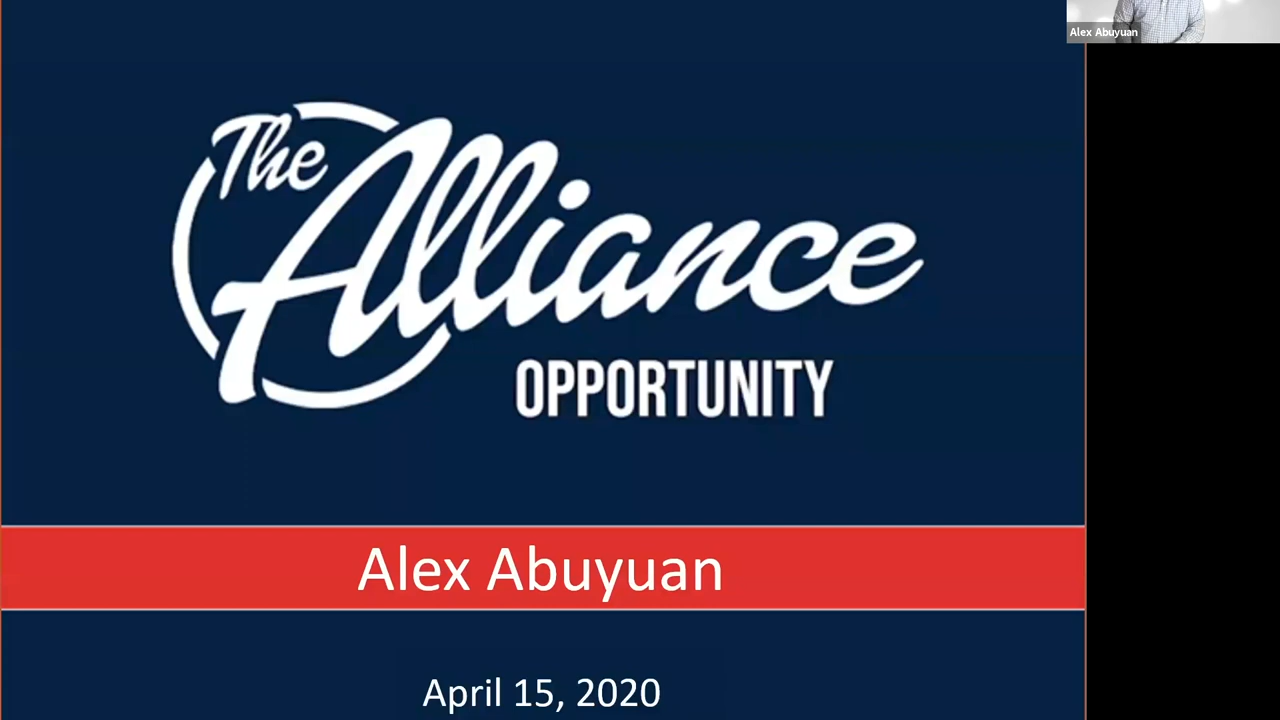 Alex Abuyuan
The
Alliance
OPPORTUNITY
Alex Abuyuan
April 15, 2020